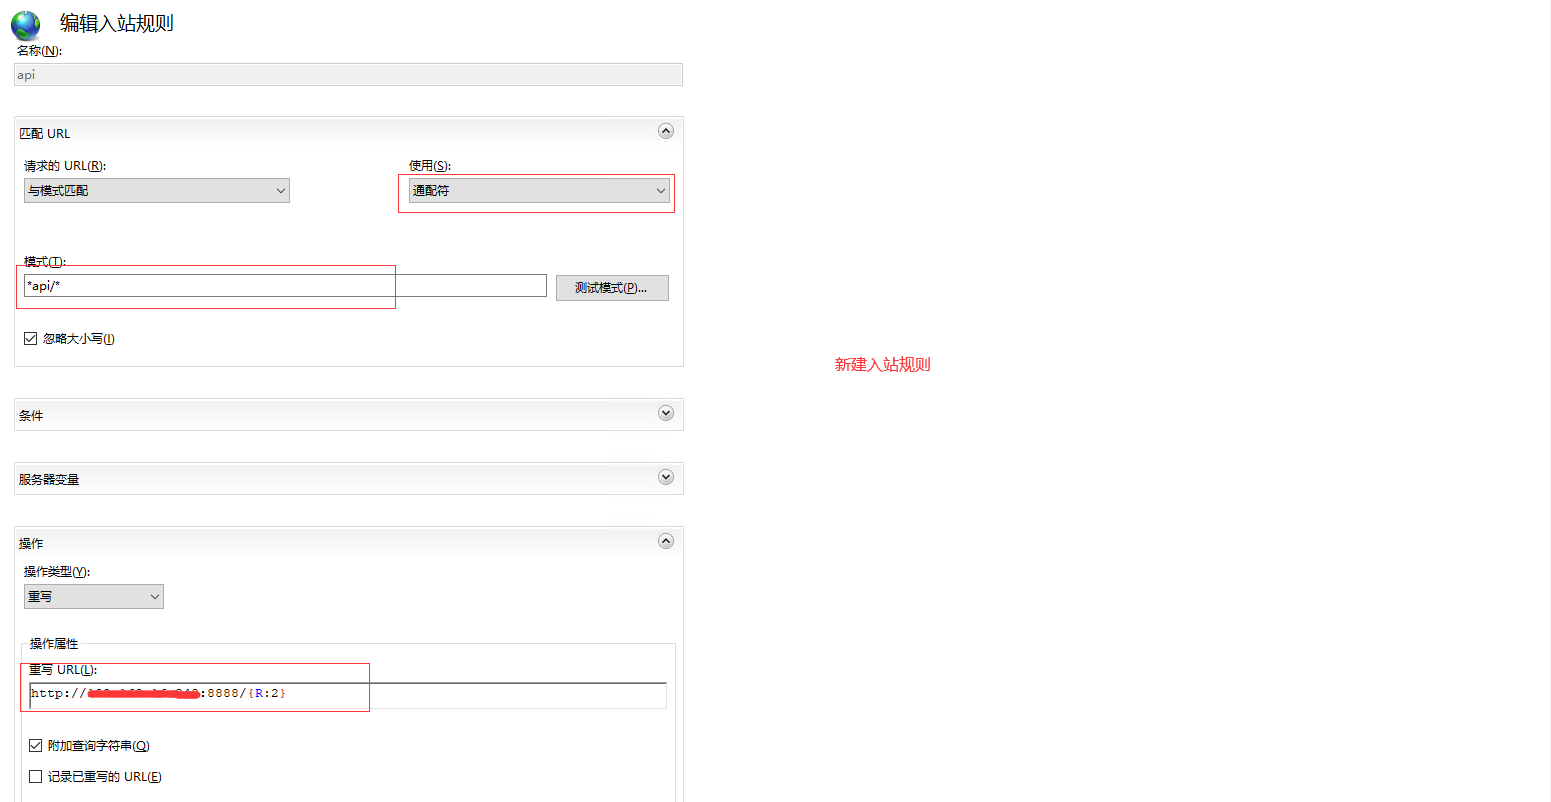 编辑入站规则
名称(N):
api
匹配 URL
请求的 URL(R):
使用(S):
与模式匹配
通配符
模式(T):
*api/*
测试模式(P)...
忽略大小写(I)
新建入站规则
条件
服务器变量
操作
操作类型(Y):
重写
操作属性
重写 URL(L):
http://:8888/{R:2}
附加查询字符串(Q)
记录已重写的 URL(E)